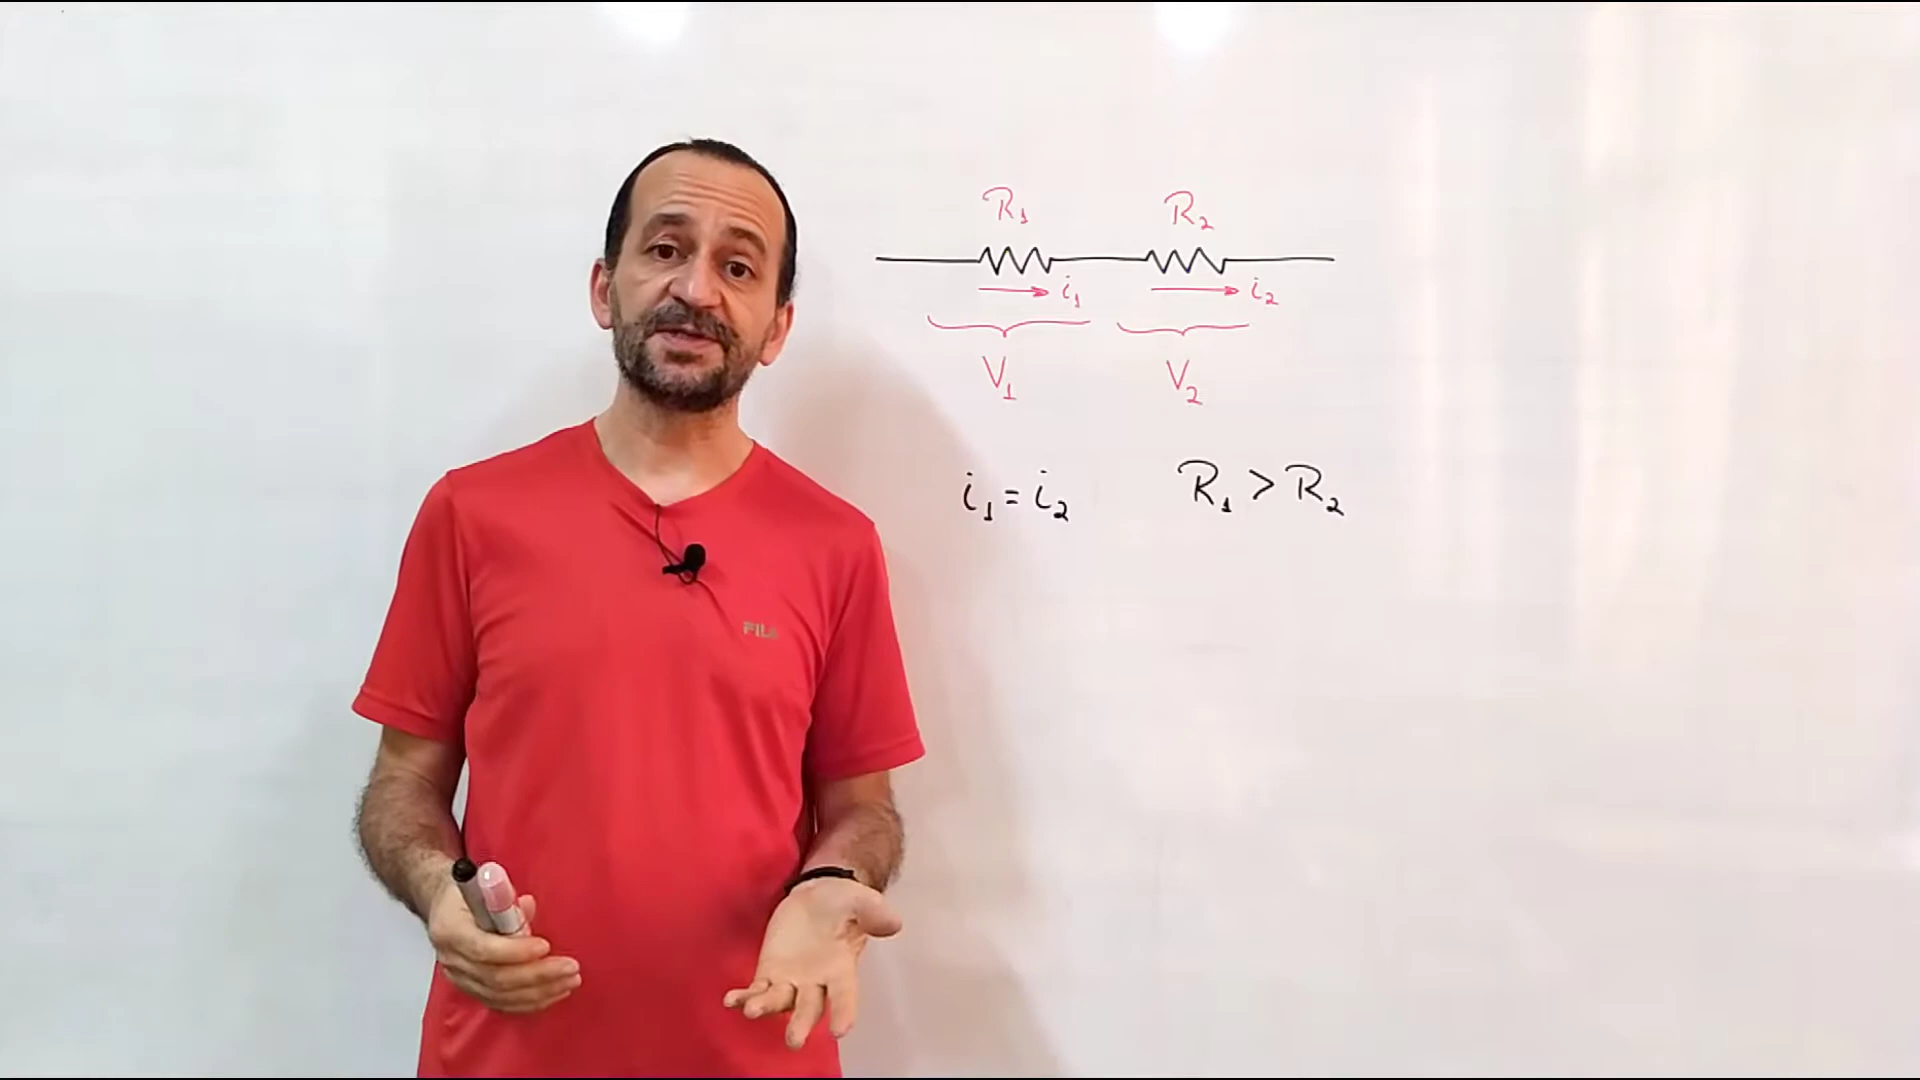 R₁ R₂
i₁ i₂
V₁ V₂
i₁ = i₂ R₁ > R₂
FILA